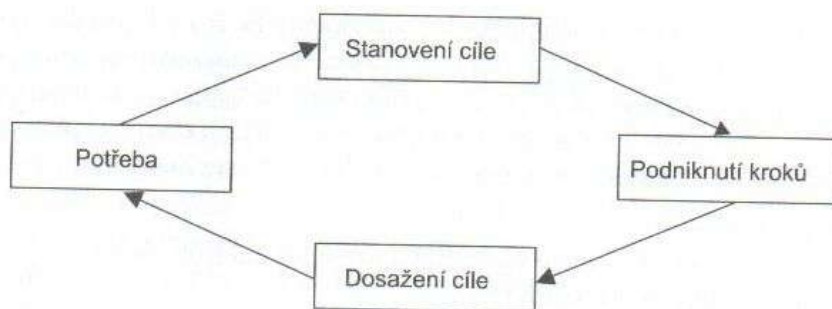 Stanovení cíle
Potřeba
Podniknutí kroků
Dosažení cíle